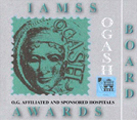 IAMSS
OGASH
BOARD
O.G. AFFILIATED AND SPONSORED HOSPITALS
AWARDS